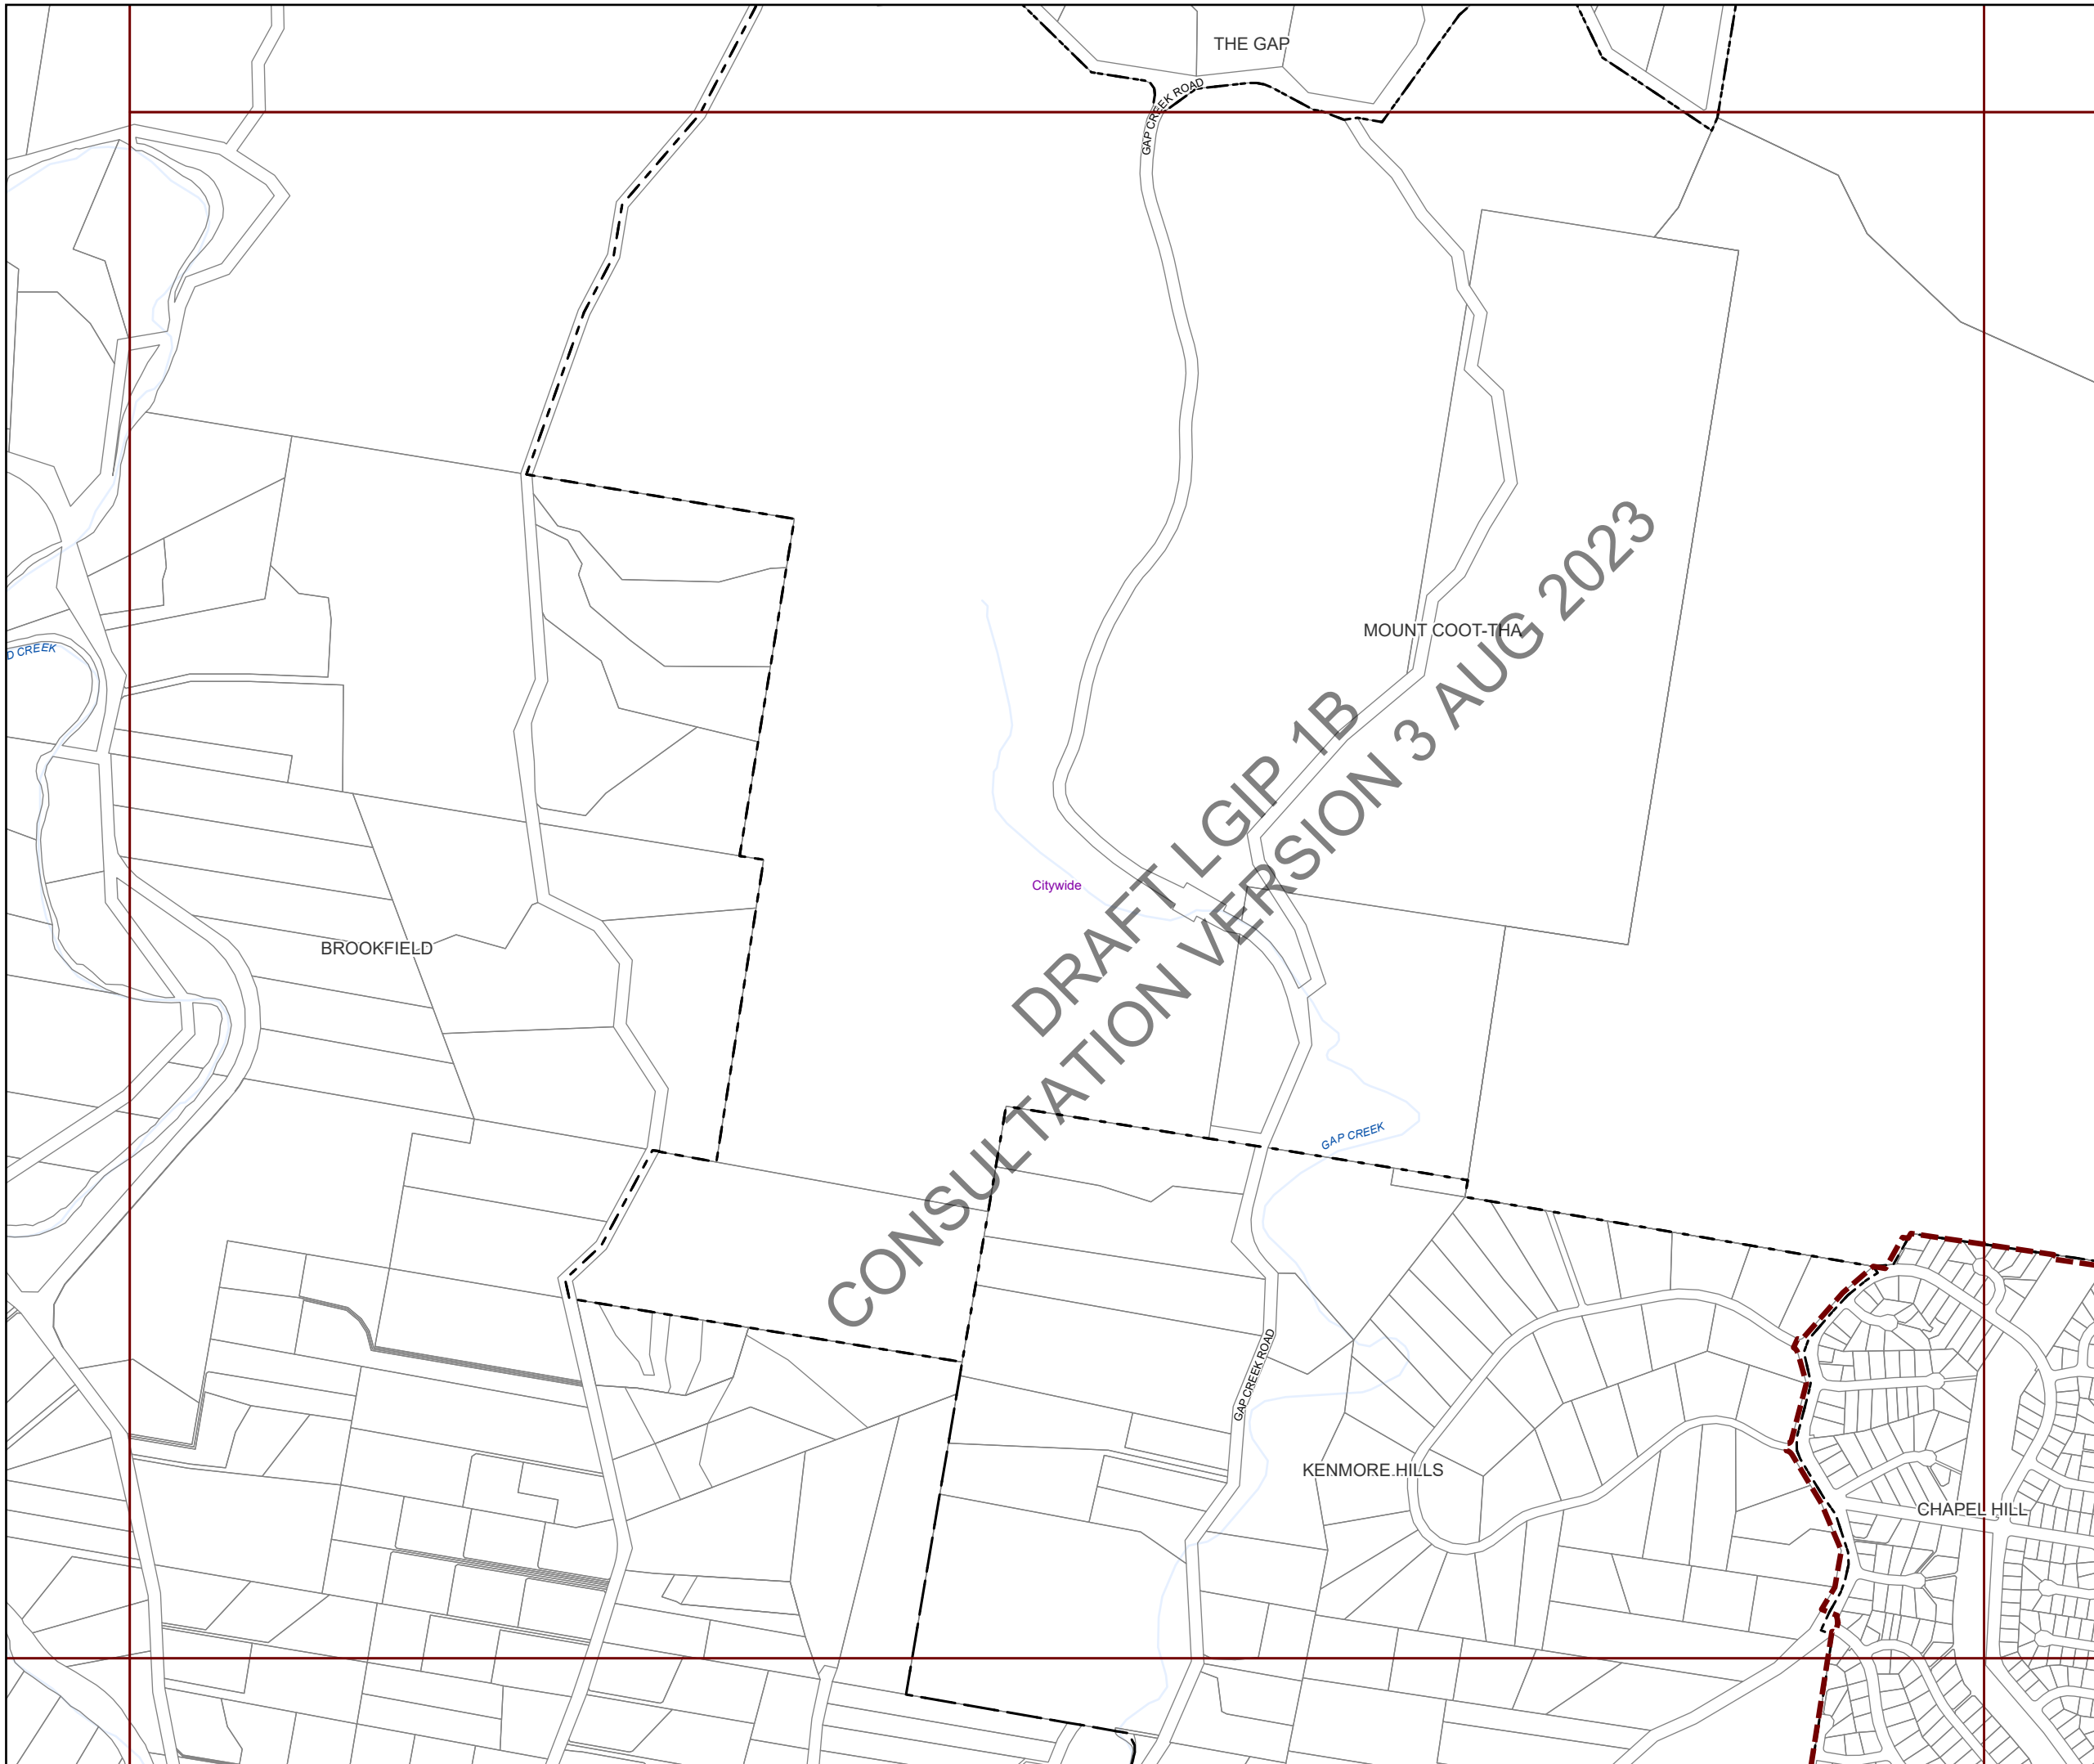 THE GAP
GAP CREEK ROAD
MOUNT COOT-THA
D CREEK
DRAFT LGIP 1B
CONSULTATION VERSION 3 AUG 2023
Citywide
BROOKFIELD
GAP CREEK
GAP CREEK ROAD
KENMORE HILLS
CHAPEL HILL